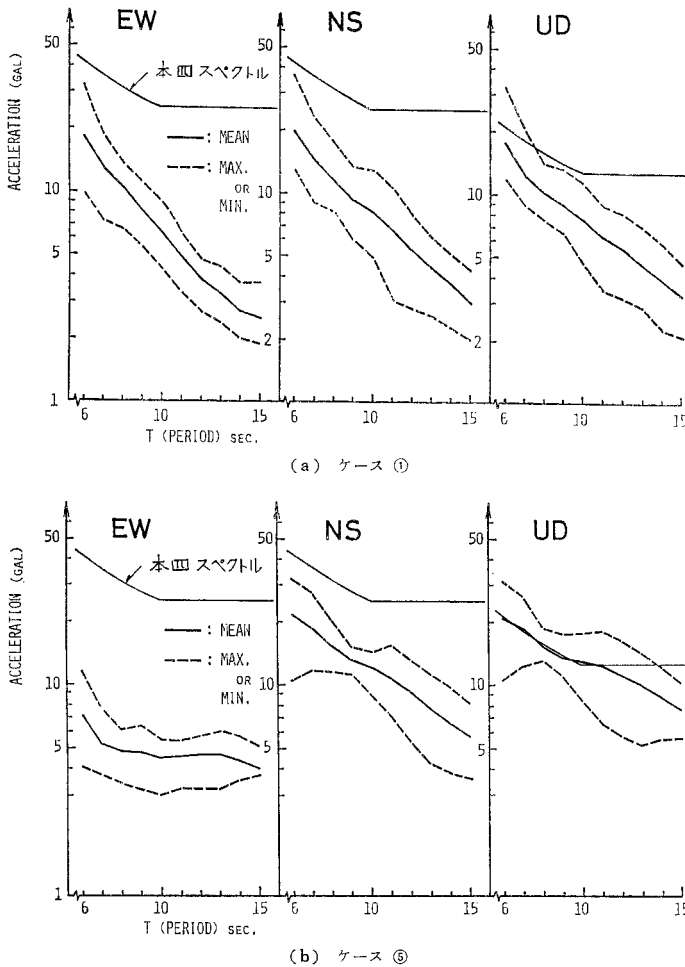 EW
NS
UD
ACCELERATION (GAL)
50
10
5
1
本四スペクトル
: MEAN
: MAX.
OR
MIN.
6
10
15
T (PERIOD) SEC.
50
10
5
2
6
10
15
50
10
5
2
6
10
15
(a) ケース ①
EW
NS
UD
ACCELERATION (GAL)
50
10
5
1
本四スペクトル
: MEAN
: MAX.
OR
MIN.
6
10
15
T (PERIOD) SEC.
50
10
5
6
10
15
50
10
5
6
10
15
(b) ケース ⑤